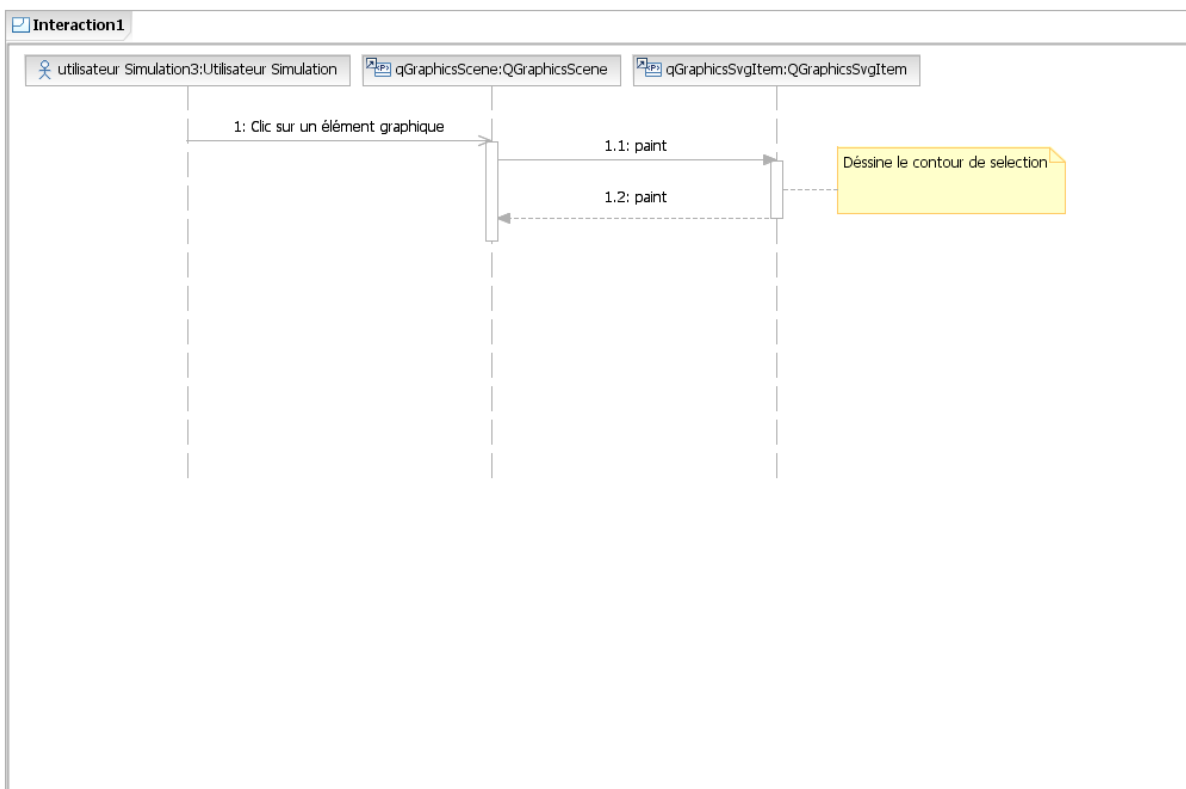 Interaction1
utilisateur Simulation3:Utilisateur Simulation
qGraphicsScene:QGraphicsScene
qGraphicsSvgItem:QGraphicsSvgItem
1: Clic sur un élément graphique
1.1: paint
Déssine le contour de selection
1.2: paint